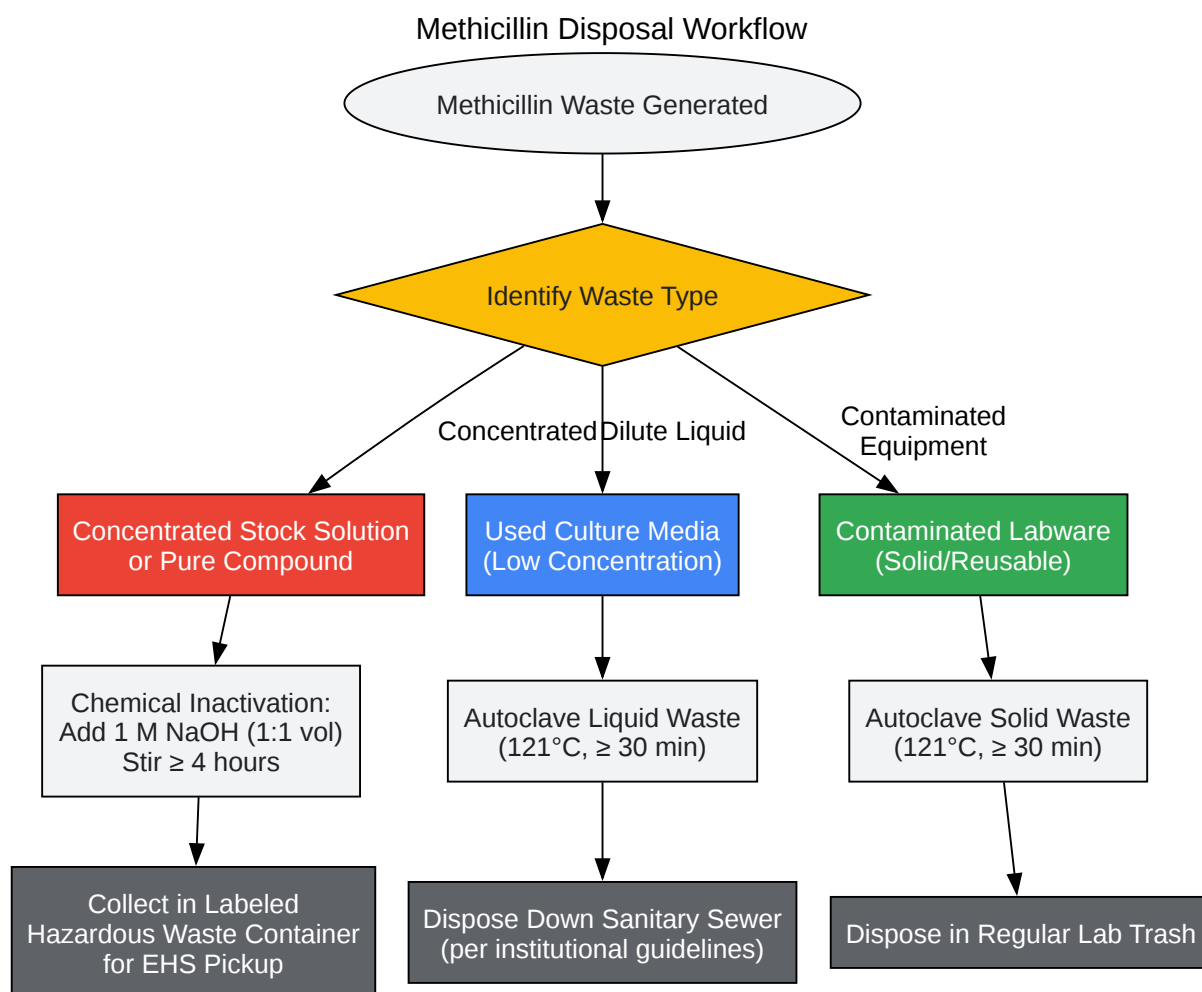 Methicillin Disposal Workflow
Methicillin Waste Generated
Identify Waste Type
Concentrated
Dilute Liquid
Contaminated
Equipment
Concentrated Stock Solution
or Pure Compound
Used Culture Media
(Low Concentration)
Contaminated Labware
(Solid/Reusable)
Chemical Inactivation:
Add 1 M NaOH (1:1 vol)
Stir ≥ 4 hours
Autoclave Liquid Waste
(121°C, ≥ 30 min)
Autoclave Solid Waste
(121°C, ≥ 30 min)
Collect in Labeled
Hazardous Waste Container
for EHS Pickup
Dispose Down Sanitary Sewer
(per institutional guidelines)
Dispose in Regular Lab Trash